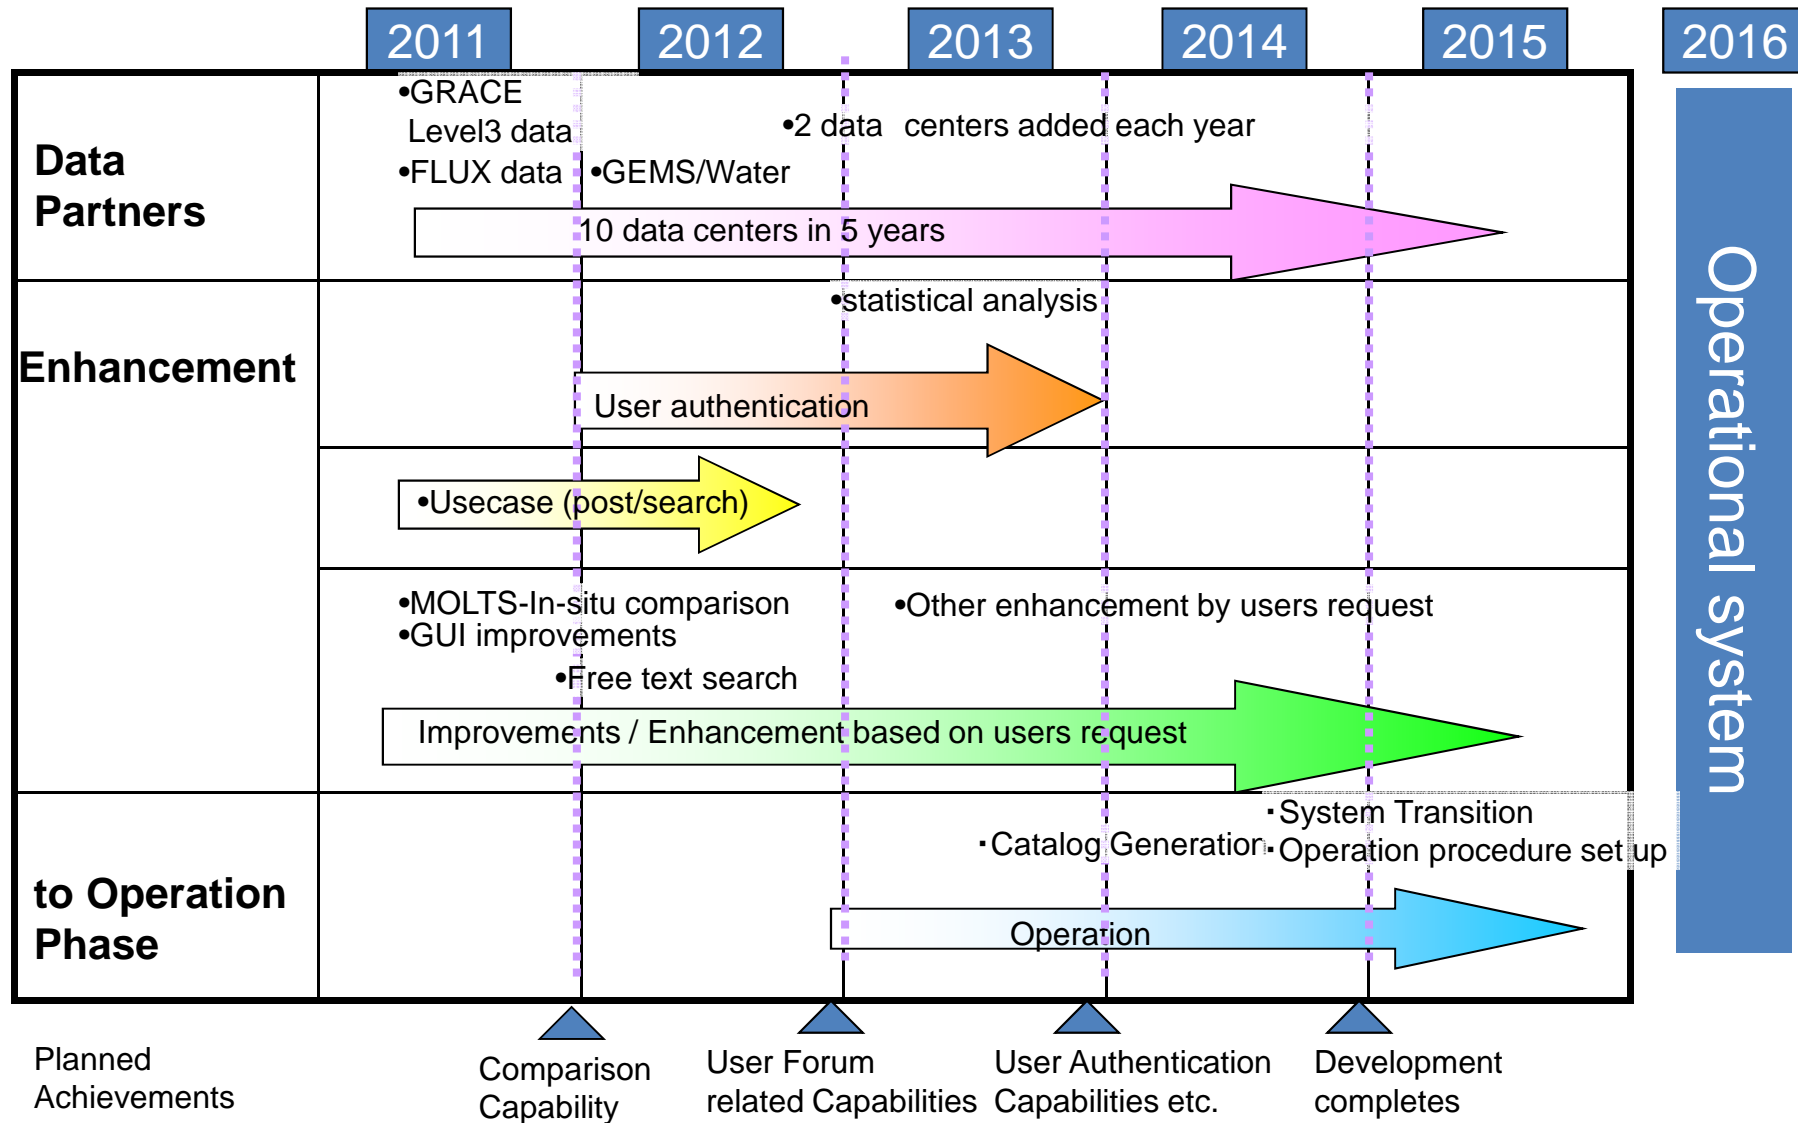 2011 2012 2013 2014 2015 2016
Data
Partners
•GRACE
Level3 data
•FLUX data
•GEMS/Water
•2 data centers added each year
10 data centers in 5 years
Enhancement
•statistical analysis
User authentication
•Usecase (post/search)
•MOLTS-In-situ comparison
•GUI improvements
•Free text search
•Other enhancement by users request
Improvements / Enhancement based on users request
to Operation
Phase
･Catalog Generation
･System Transition
･Operation procedure set up
Operation
Operational system
Planned
Achievements
Comparison
Capability
User Forum
related Capabilities
User Authentication
Capabilities etc.
Development
completes